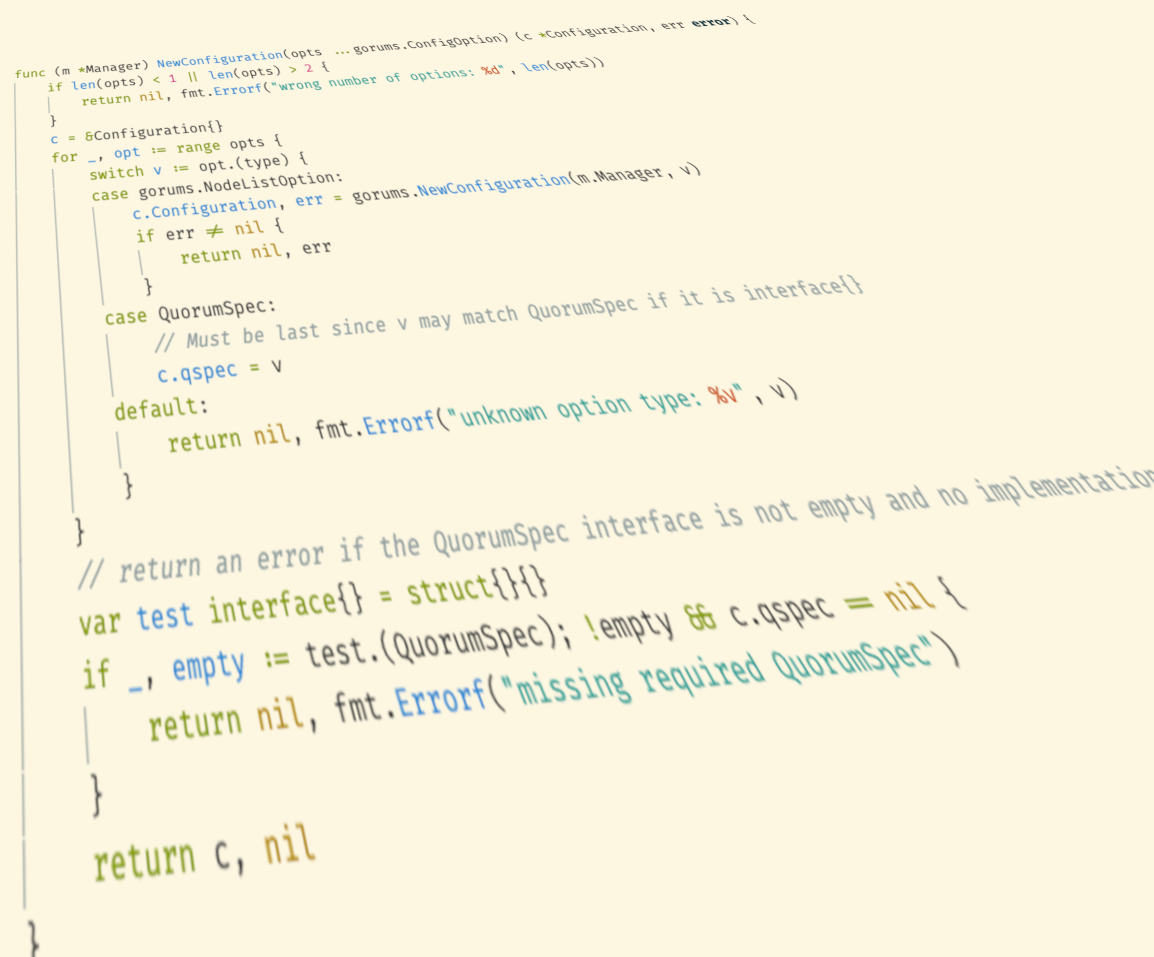 func (m *Manager) NewConfiguration(opts ...gorums.ConfigOption) (c *Configuration, err error) {
if len(opts) < 1 || len(opts) > 2 {
return nil, fmt.Errorf("wrong number of options: %d", len(opts))
}
c = &Configuration{}
for _, opt := range opts {
switch v := opt.(type) {
case gorums.NodeListOption:
c.Configuration, err = gorums.NewConfiguration(m.Manager, v)
if err != nil {
return nil, err
}
case QuorumSpec:
// Must be last since v may match QuorumSpec if it is interface{}
c.qspec = v
default:
return nil, fmt.Errorf("unknown option type: %v", v)
}
}
// return an error if the QuorumSpec interface is not empty and no implementation
var test interface{} = struct{}{}
if _, empty := test.(QuorumSpec); !empty && c.qspec == nil {
return nil, fmt.Errorf("missing required QuorumSpec")
}
return c, nil
}